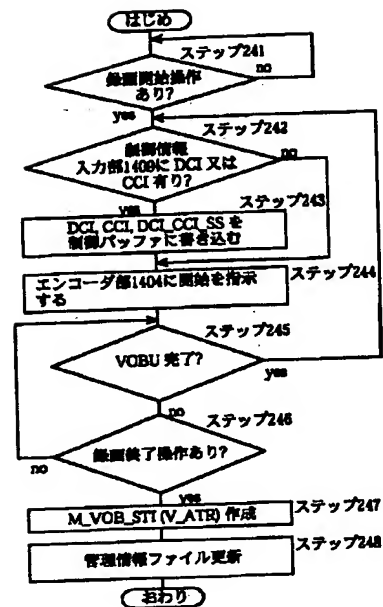 はじめ
ステップ241
録画開始操作
あり?
no
yes
ステップ242
制御情報
入力部1409に DCI 又は
CCI 有り?
no
yes
ステップ243
DCI, CCI, DCI_CCI_SS を
制御バッファに書き込む
ステップ244
エンコーダ部1404に開始を指示
する
ステップ245
VOBU 完了?
yes
no
ステップ246
録画終了操作あり?
no
yes
ステップ247
M_VOB_STI (V_ATR) 作成
ステップ248
管理情報ファイル更新
おわり